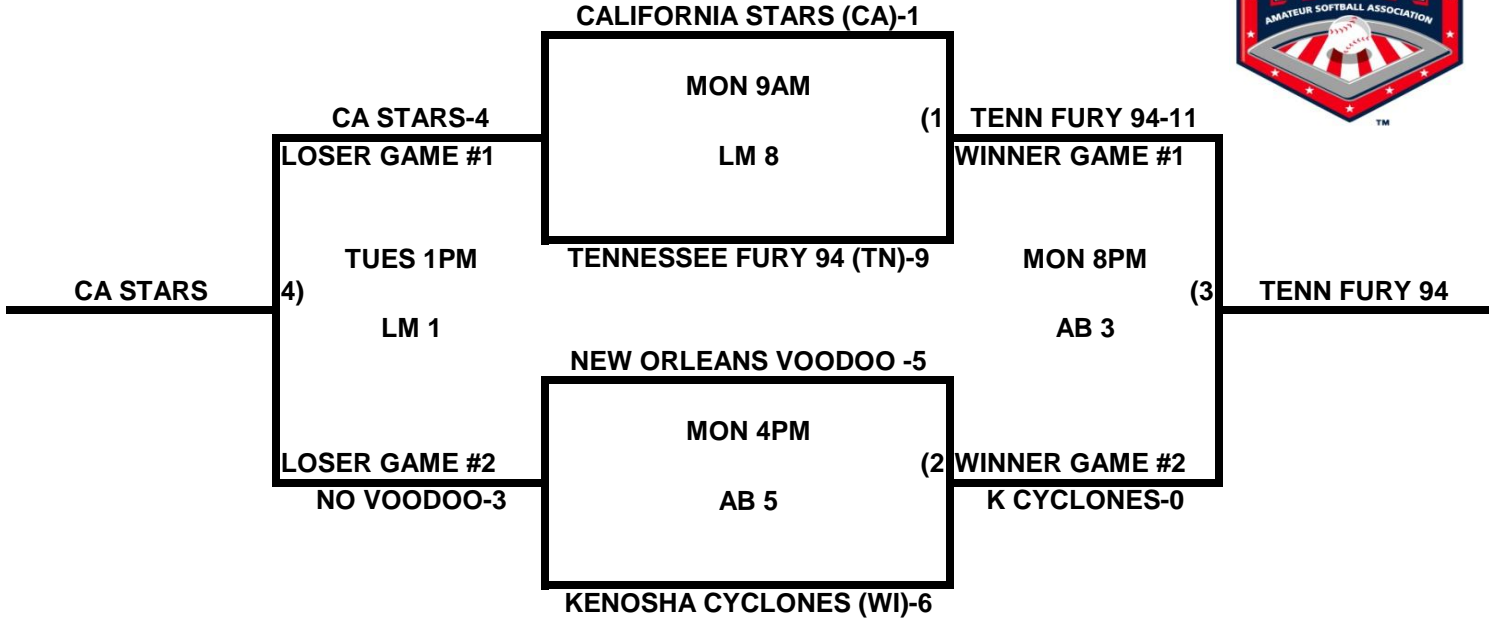 CALIFORNIA STARS (CA)-1
AMATEUR SOFTBALL ASSOCIATION
TM
MON 9AM
CA STARS-4
(1
TENN FURY 94-11
LOSER GAME #1
LM 8
WINNER GAME #1
TUES 1PM
TENNESSEE FURY 94 (TN)-9
MON 8PM
CA STARS
4)
(3
TENN FURY 94
LM 1
AB 3
NEW ORLEANS VOODOO -5
MON 4PM
LOSER GAME #2
(2
WINNER GAME #2
NO VOODOO-3
AB 5
K CYCLONES-0
KENOSHA CYCLONES (WI)-6